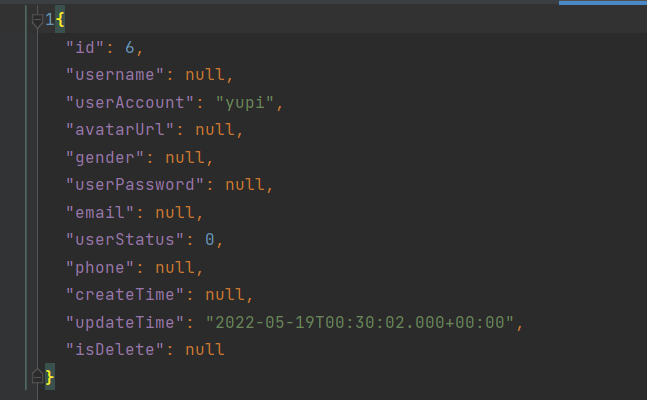 1{
"id": 6,
"username": null,
"userAccount": "yupi",
"avatarUrl": null,
"gender": null,
"userPassword": null,
"email": null,
"userStatus": 0,
"phone": null,
"createTime": null,
"updateTime": "2022-05-19T00:30:02.000+00:00",
"isDelete": null
}